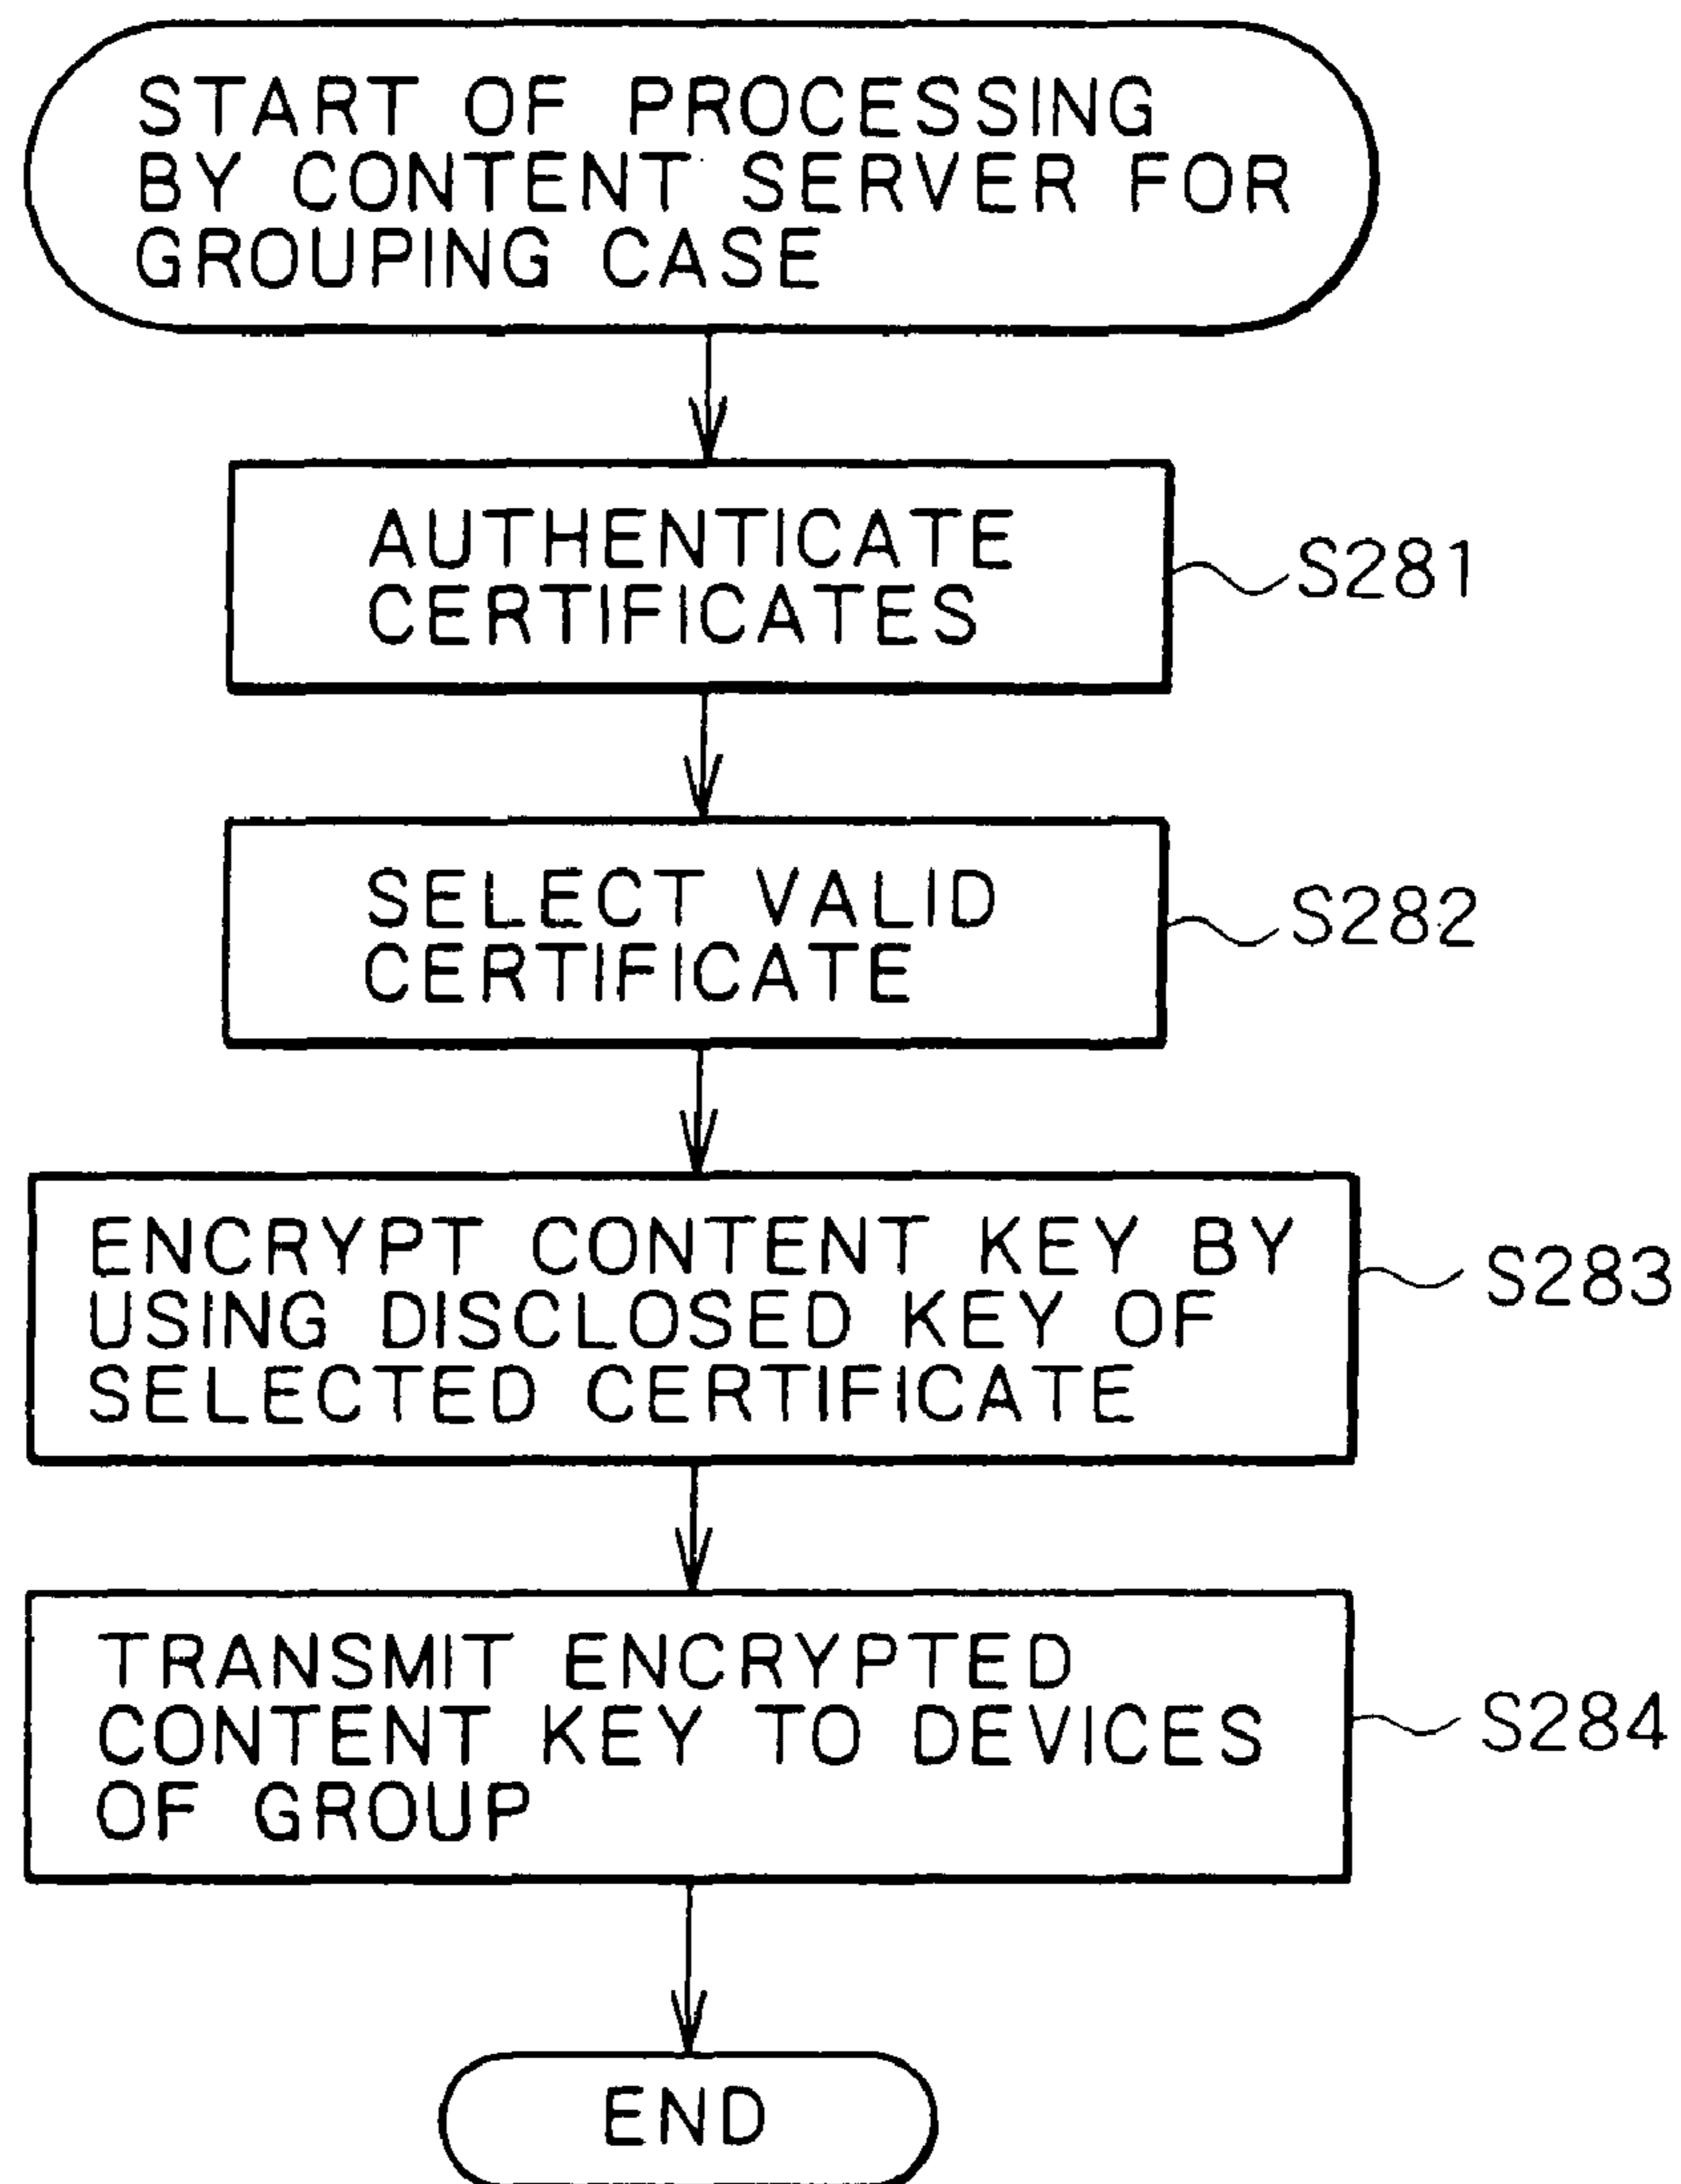 START OF PROCESSING
BY CONTENT SERVER FOR
GROUPING CASE
AUTHENTICATE
CERTIFICATES
S281
SELECT VALID
CERTIFICATE
S282
ENCRYPT CONTENT KEY BY
USING DISCLOSED KEY OF
SELECTED CERTIFICATE
S283
TRANSMIT ENCRYPTED
CONTENT KEY TO DEVICES
OF GROUP
S284
END